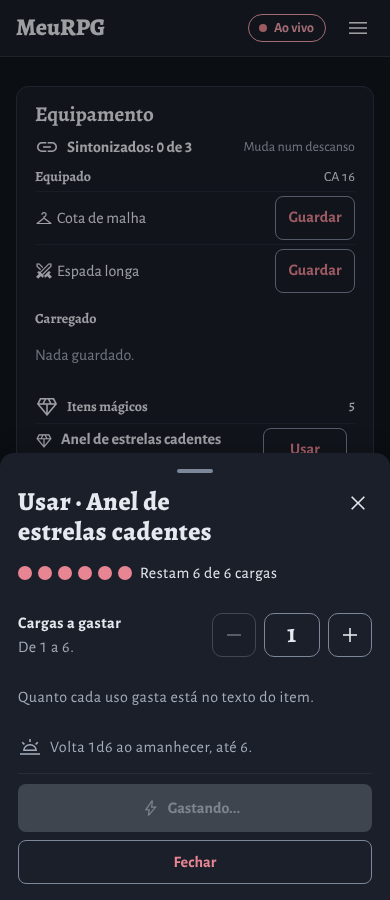 MeuRPG
Ao vivo
Equipamento
Sintonizados: 0 de 3
Muda num descanso
Equipado
CA 16
Cota de malha
Guardar
Espada longa
Guardar
Carregado
Nada guardado.
Itens mágicos
5
Anel de estrelas cadentes
Usar
Usar · Anel de
estrelas cadentes
Restam 6 de 6 cargas
Cargas a gastar
De 1 a 6.
1
Quanto cada uso gasta está no texto do item.
Volta 1d6 ao amanhecer, até 6.
Gastando...
Fechar